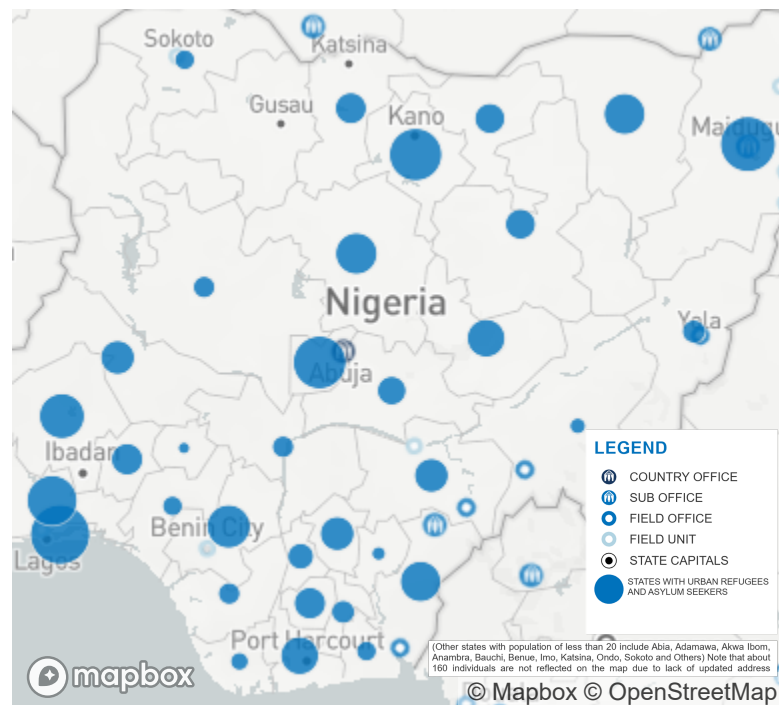 Sokoto
Katsina
Gusau
Kano
Maidugu
Nigeria
Yola
Abuja
Ibadan
Benin City
Lagos
Port Harcourt
LEGEND
COUNTRY OFFICE
SUB OFFICE
FIELD OFFICE
FIELD UNIT
STATE CAPITALS
STATES WITH URBAN REFUGEES
AND ASYLUM SEEKERS
(Other states with population of less than 20 include Abia, Adamawa, Akwa Ibom,
Anambra, Bauchi, Benue, Imo, Katsina, Ondo, Sokoto and Others) Note that about
160 individuals are not reflected on the map due to lack of updated address
mapbox
© Mapbox © OpenStreetMap